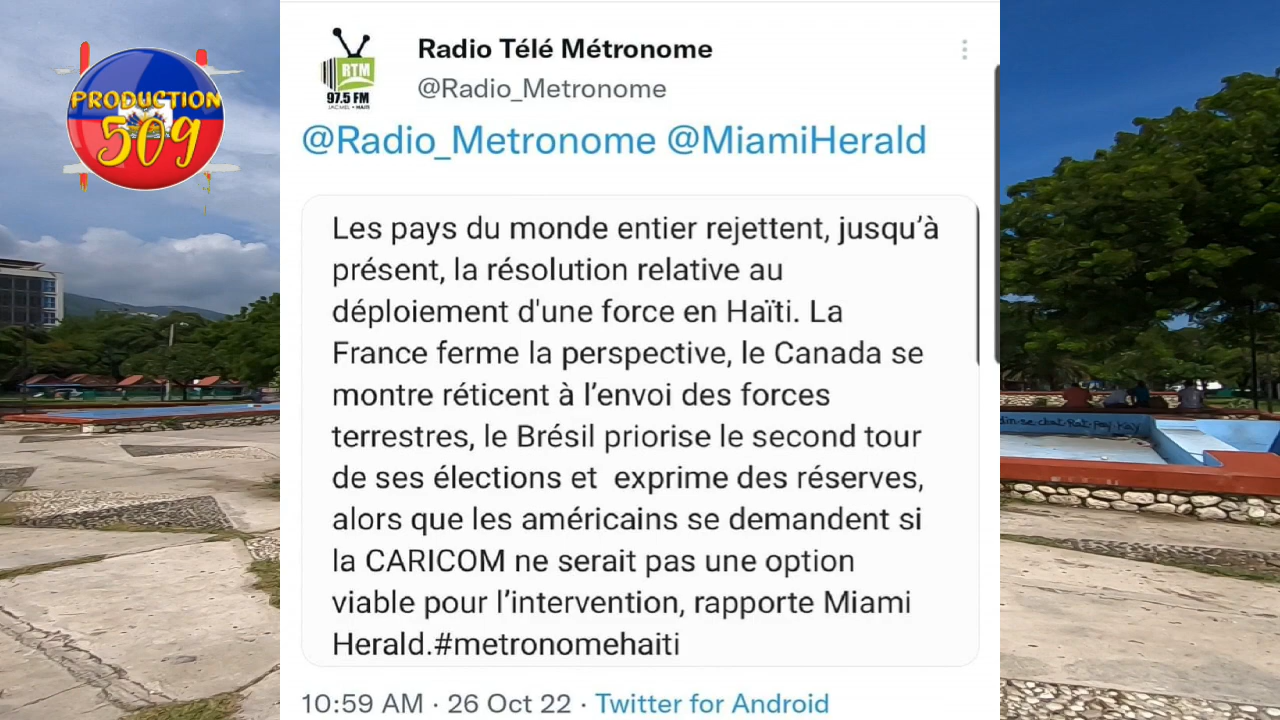 PRODUCTION
509
RTM
97.5 FM
JACMEL • HAITI
Radio Télé Métronome
@Radio_Metronome
@Radio_Metronome @MiamiHerald
Les pays du monde entier rejettent, jusqu’à
présent, la résolution relative au
déploiement d'une force en Haïti. La
France ferme la perspective, le Canada se
montre réticent à l’envoi des forces
terrestres, le Brésil priorise le second tour
de ses élections et  exprime des réserves,
alors que les américains se demandent si
la CARICOM ne serait pas une option
viable pour l’intervention, rapporte Miami
Herald.#metronomehaiti
10:59 AM · 26 Oct 22 · Twitter for Android